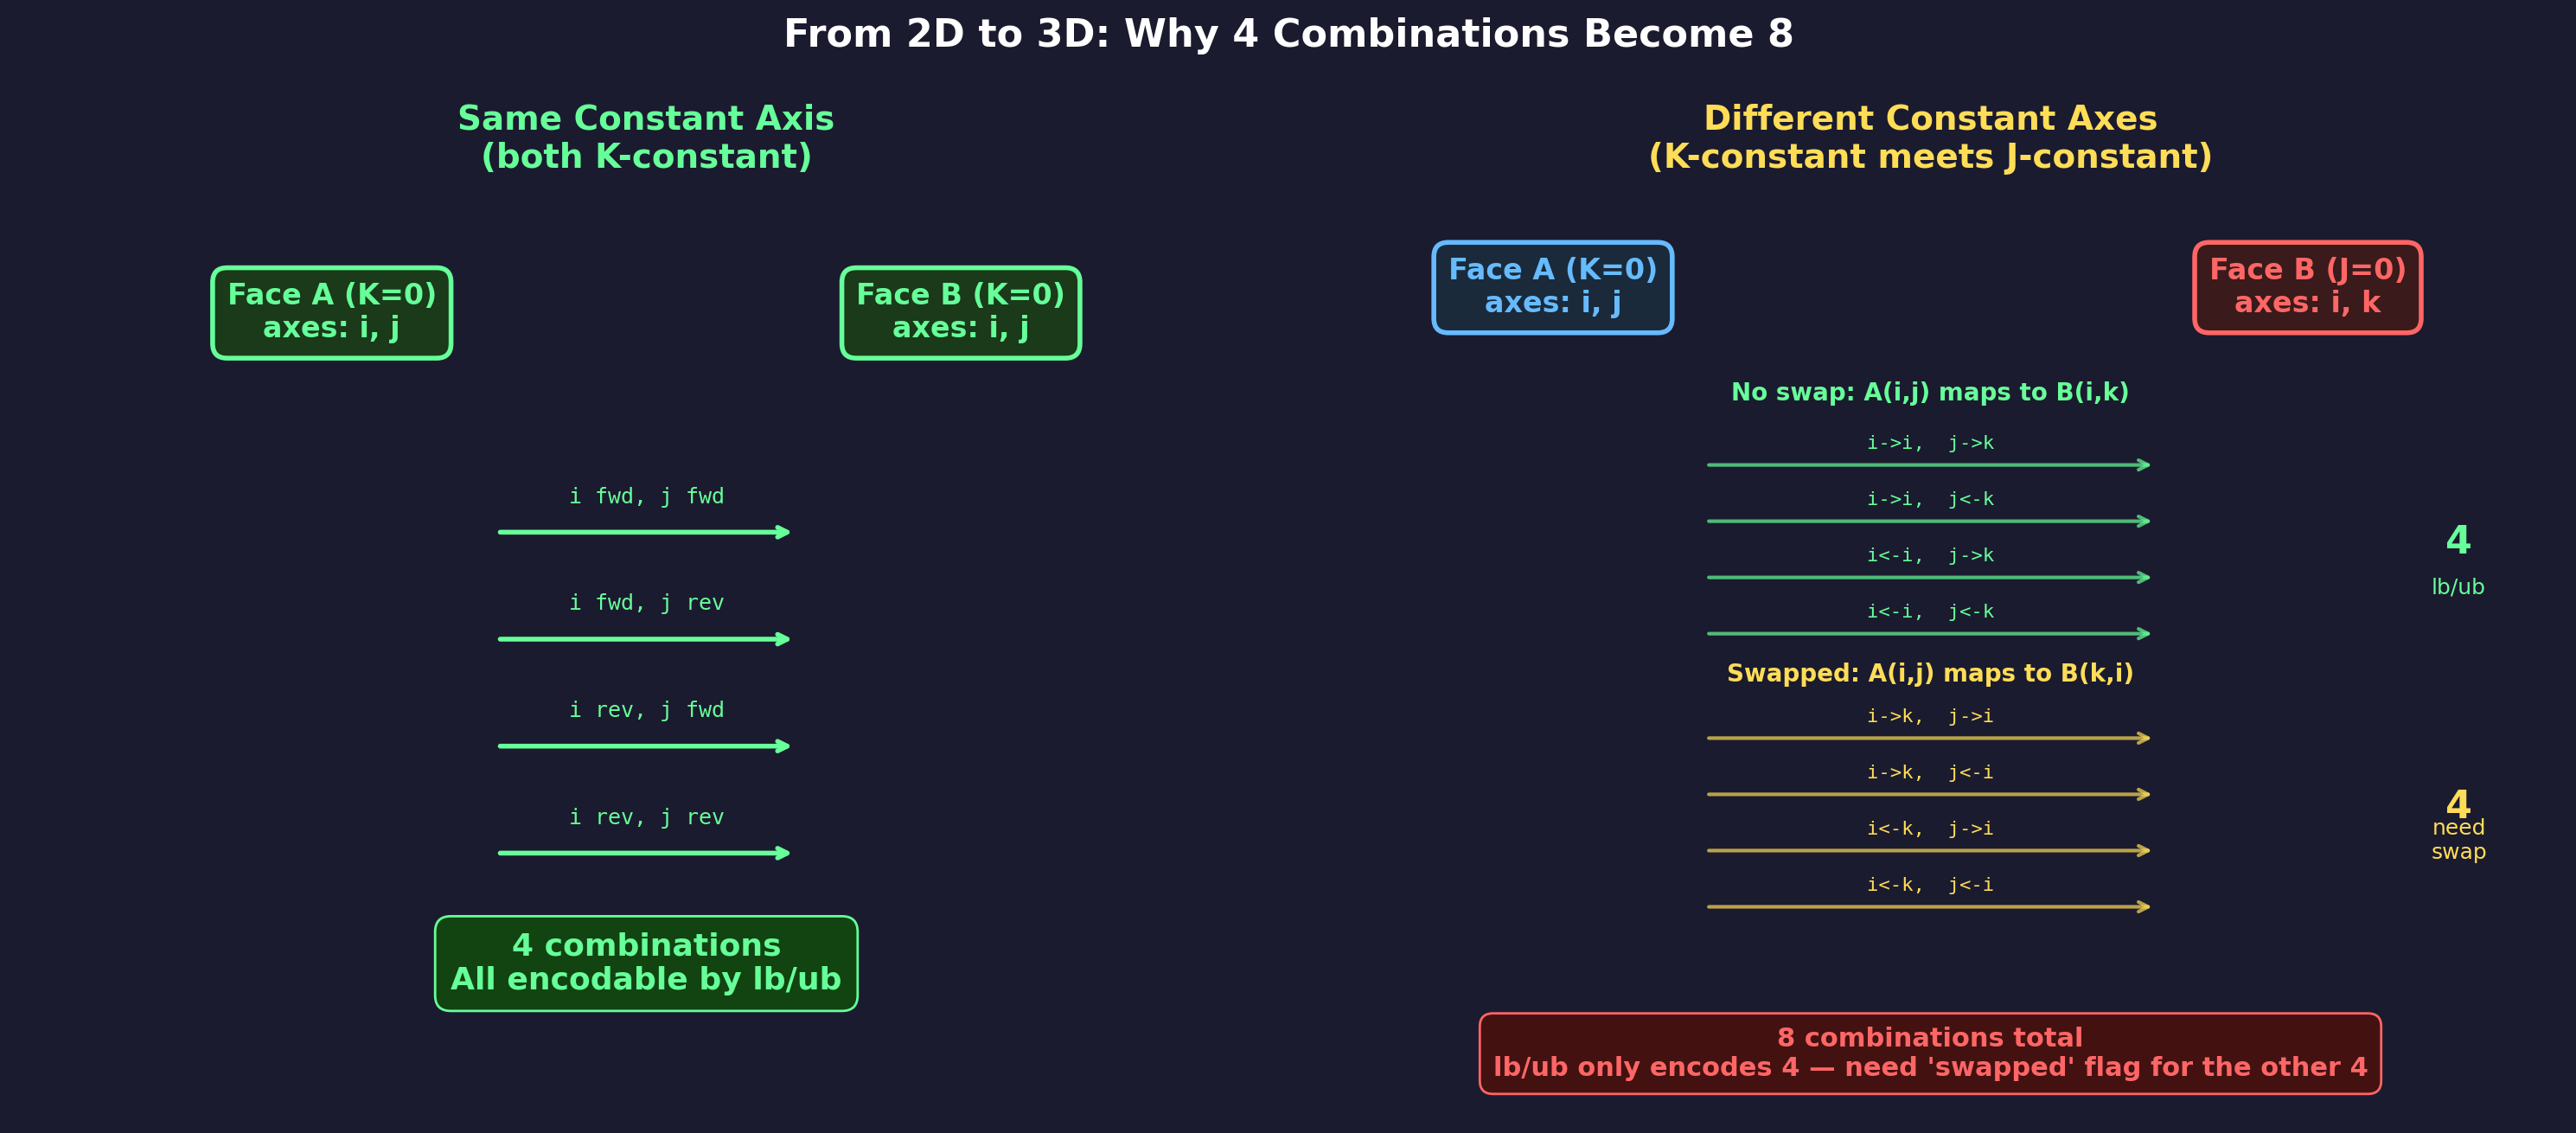 From 2D to 3D: Why 4 Combinations Become 8
Same Constant Axis
(both K-constant)
Face A (K=0)
axes: i, j
Face B (K=0)
axes: i, j
i fwd, j fwd
i fwd, j rev
i rev, j fwd
i rev, j rev
4 combinations
All encodable by lb/ub
Different Constant Axes
(K-constant meets J-constant)
Face A (K=0)
axes: i, j
Face B (J=0)
axes: i, k
No swap: A(i,j) maps to B(i,k)
i->i, j->k
i->i, j<-k
i<-i, j->k
i<-i, j<-k
4
lb/ub
Swapped: A(i,j) maps to B(k,i)
i->k, j->i
i->k, j<-i
i<-k, j->i
i<-k, j<-i
4
need
swap
8 combinations total
lb/ub only encodes 4 — need 'swapped' flag for the other 4